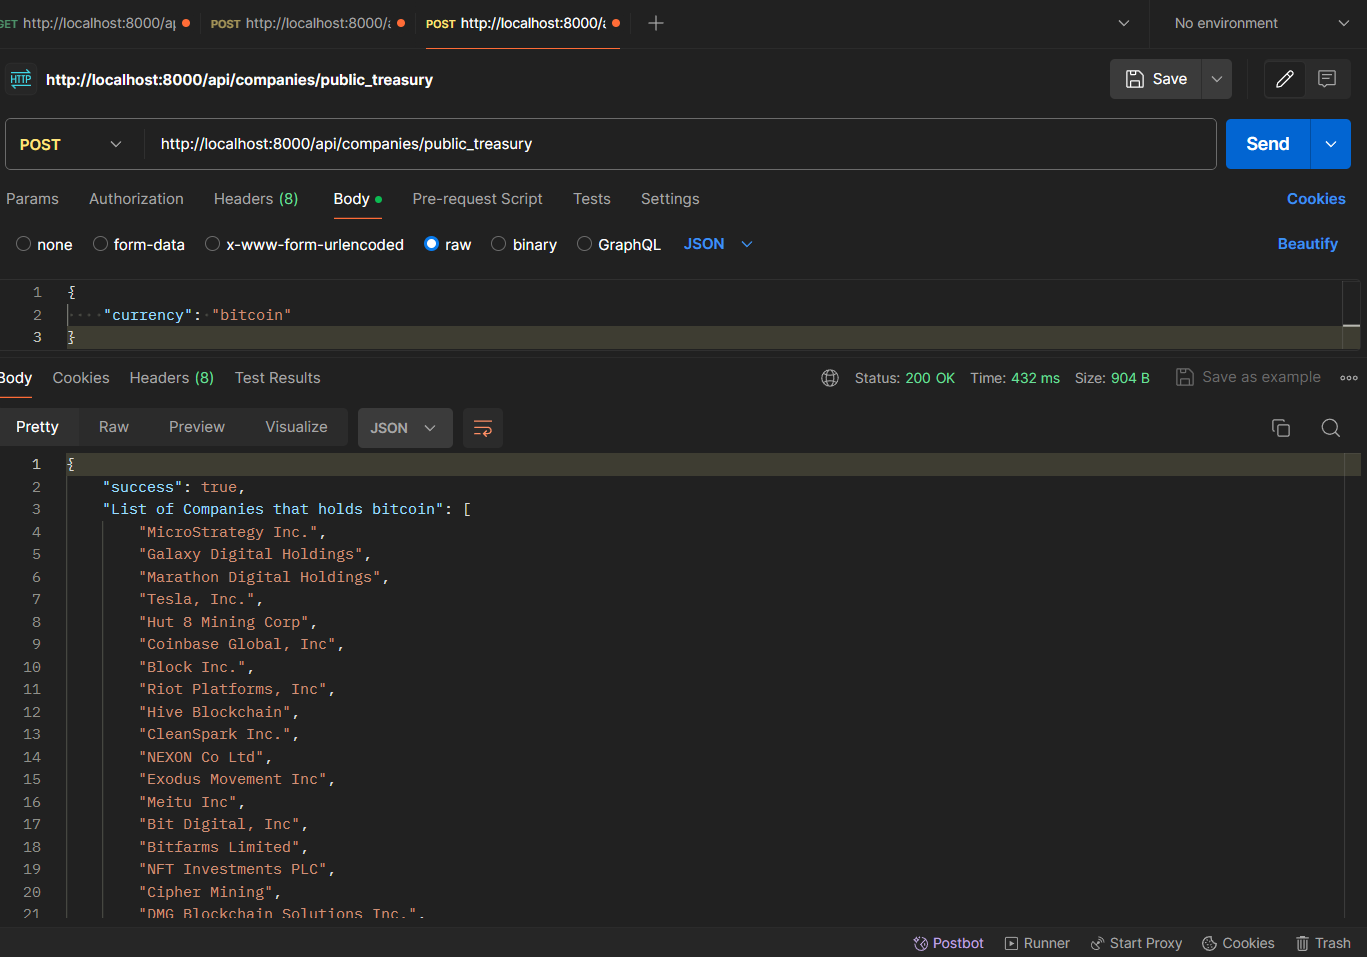 GET http://localhost:8000/ap POST http://localhost:8000/a POST http://localhost:8000/a No environment
HTTP http://localhost:8000/api/companies/public_treasury Save
POST http://localhost:8000/api/companies/public_treasury Send
Params Authorization Headers (8) Body Pre-request Script Tests Settings Cookies
none form-data x-www-form-urlencoded raw binary GraphQL JSON Beautify
1 {
2 "currency": "bitcoin"
3 }
Body Cookies Headers (8) Test Results Status: 200 OK Time: 432 ms Size: 904 B Save as example
Pretty Raw Preview Visualize JSON
1 {
2 "success": true,
3 "List of Companies that holds bitcoin": [
4 "MicroStrategy Inc.",
5 "Galaxy Digital Holdings",
6 "Marathon Digital Holdings",
7 "Tesla, Inc.",
8 "Hut 8 Mining Corp",
9 "Coinbase Global, Inc",
10 "Block Inc.",
11 "Riot Platforms, Inc",
12 "Hive Blockchain",
13 "CleanSpark Inc.",
14 "NEXON Co Ltd",
15 "Exodus Movement Inc",
16 "Meitu Inc",
17 "Bit Digital, Inc",
18 "Bitfarms Limited",
19 "NFT Investments PLC",
20 "Cipher Mining",
21 "DMG Blockchain Solutions Inc.",
Postbot Runner Start Proxy Cookies Trash